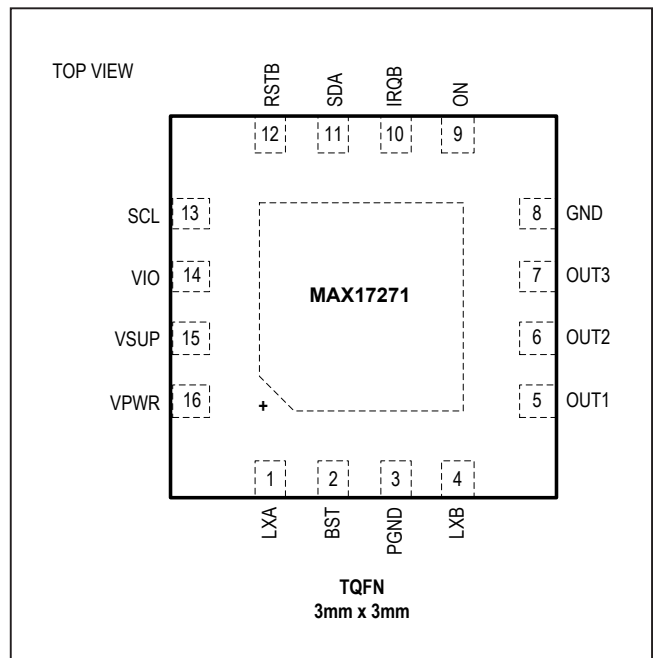 TOP VIEW
RSTB
SDA
IRQB
ON
12
11
10
9
SCL 13
8 GND
VIO 14
7 OUT3
MAX17271
VSUP 15
6 OUT2
VPWR 16
5 OUT1
+
1
2
3
4
LXA
BST
PGND
LXB
TQFN
3mm x 3mm